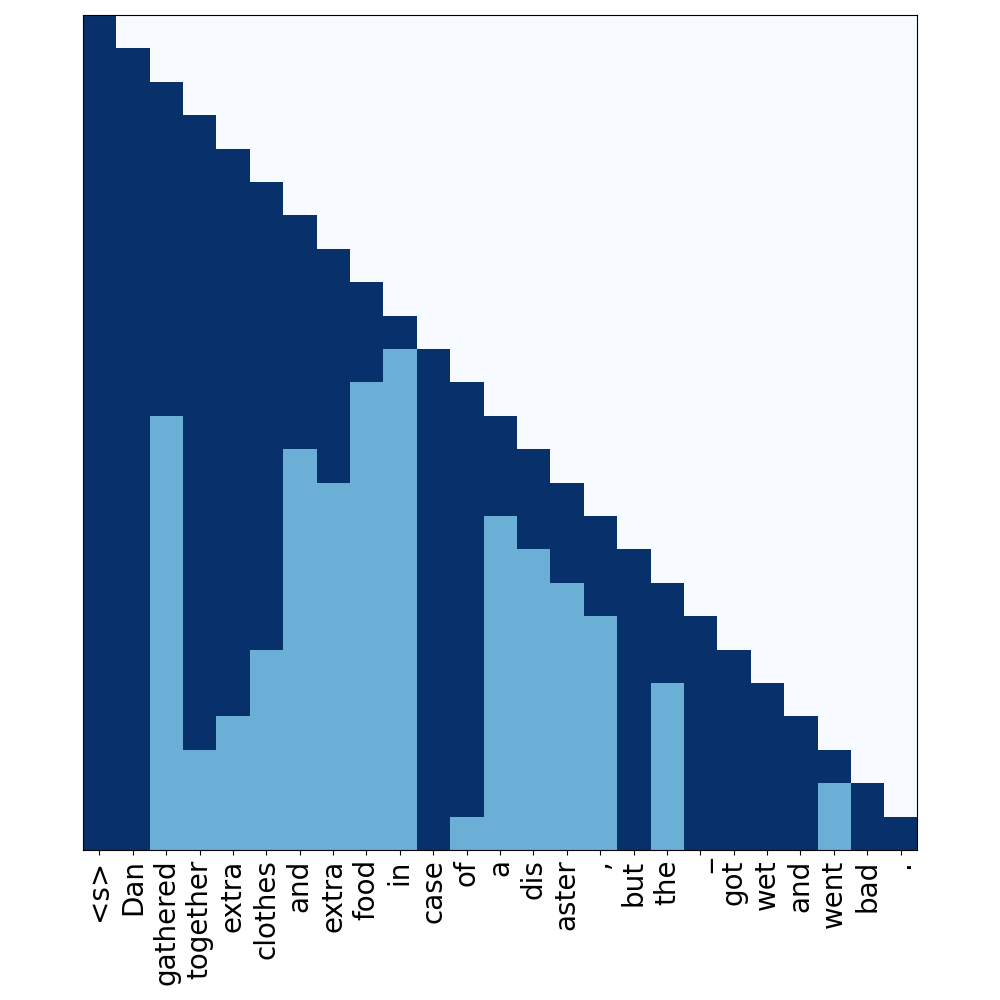 <s>
Dan
gathered
together
extra
clothes
and
extra
food
in
case
of
a
dis
aster
,
but
the
_
got
wet
and
went
bad
.